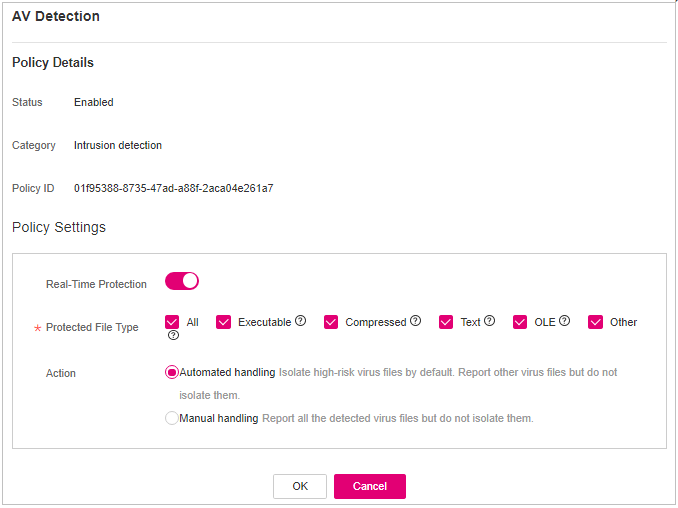 AV Detection
Policy Details
Status Enabled
Category Intrusion detection
Policy ID 01f95388-8735-47ad-a88f-2aca04e261a7
Policy Settings
Real-Time Protection
* Protected File Type All Executable ? Compressed ? Text ? OLE ? Other
?
Action Automated handling Isolate high-risk virus files by default. Report other virus files but do not
isolate them.
Manual handling Report all the detected virus files but do not isolate them.
OK Cancel